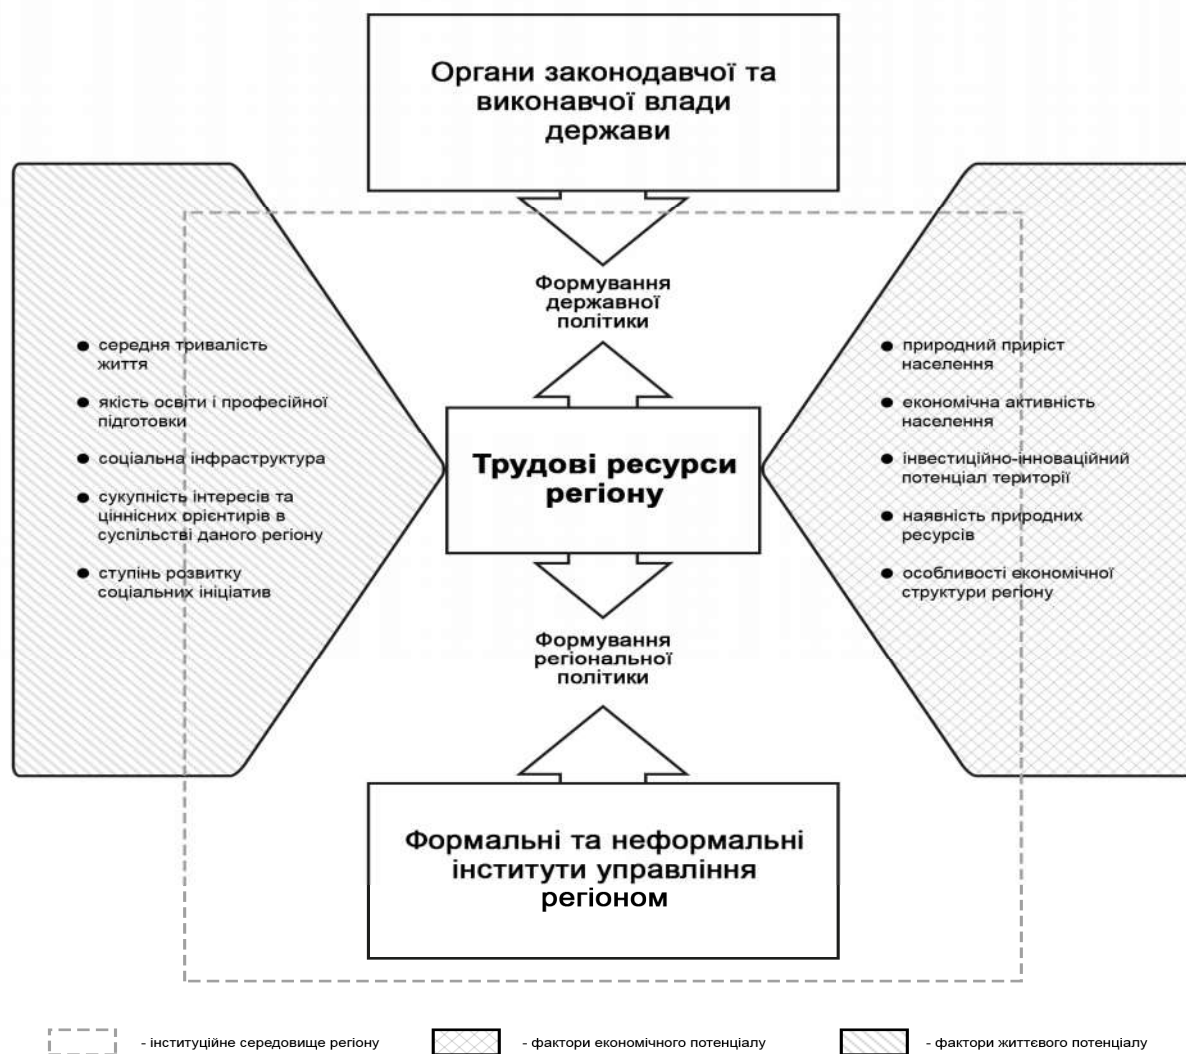 Органи законодавчої та
виконавчої влади
держави
Формування
державної
політики
● середня тривалість
життя
● якість освіти і професійної
підготовки
● соціальна інфраструктура
● сукупність інтересів та
ціннісних орієнтирів в
суспільстві даного регіону
● ступінь розвитку
соціальних ініціатив
Трудові ресурси
регіону
● природний приріст
населення
● економічна активність
населення
● інвестиційно-інноваційний
потенціал території
● наявність природних
ресурсів
● особливості економічної
структури регіону
Формування
регіональної
політики
Формальні та неформальні
інститути управління
регіоном
- інституційне середовище регіону
- фактори економічного потенціалу
- фактори життєвого потенціалу